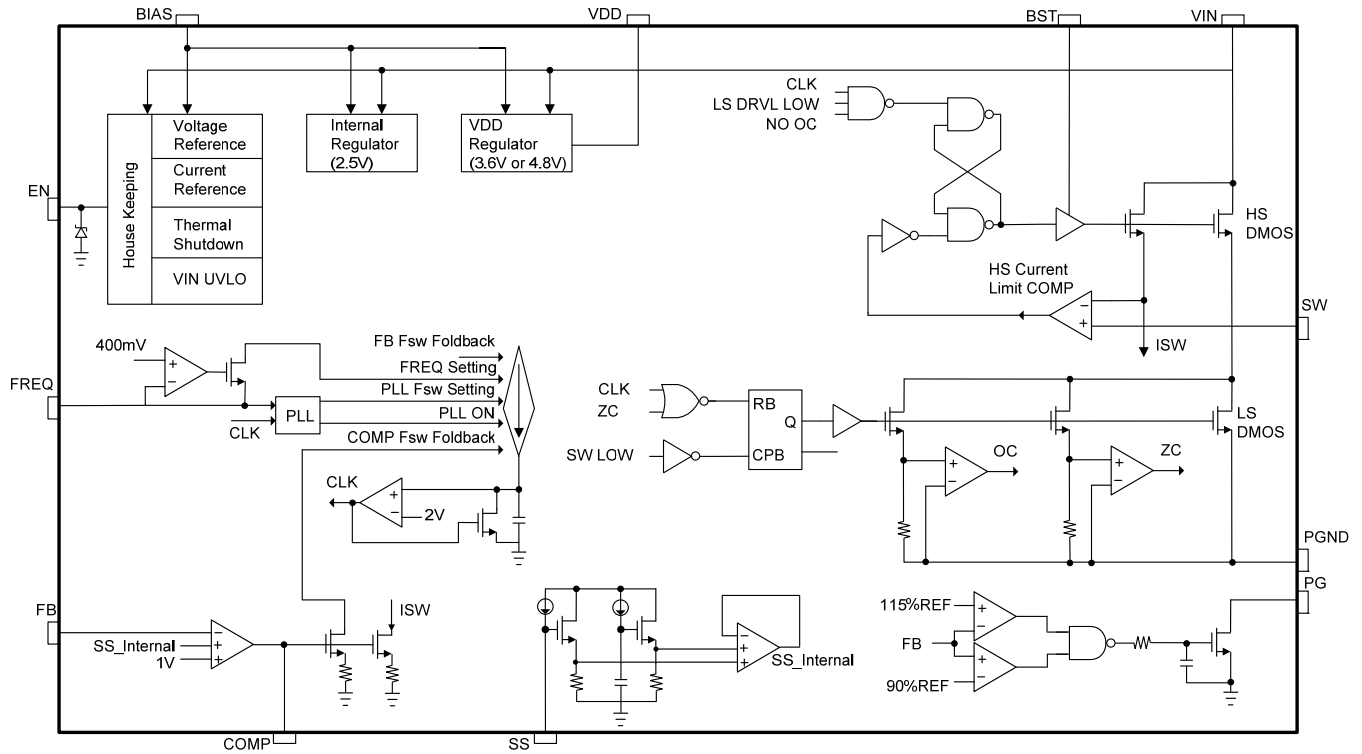 BIAS
VDD
BST
VIN
CLK
LS DRVL LOW
NO OC
House Keeping
Voltage
Reference
Current
Reference
Thermal
Shutdown
VIN UVLO
Internal
Regulator
(2.5V)
VDD
Regulator
(3.6V or 4.8V)
EN
HS
DMOS
HS Current
Limit COMP
SW
ISW
400mV
+
−
FREQ
PLL
CLK
FB Fsw Foldback
FREQ Setting
PLL Fsw Setting
PLL ON
COMP Fsw Foldback
CLK
+
−
2V
CLK
ZC
SW LOW
RB
Q
CPB
LS
DMOS
−
+
+
−
OC
+
−
ZC
PGND
PG
FB
SS_Internal
1V
−
+
+
ISW
COMP
SS
−
+
+
SS_Internal
115%REF
FB
90%REF
+
−
+
−